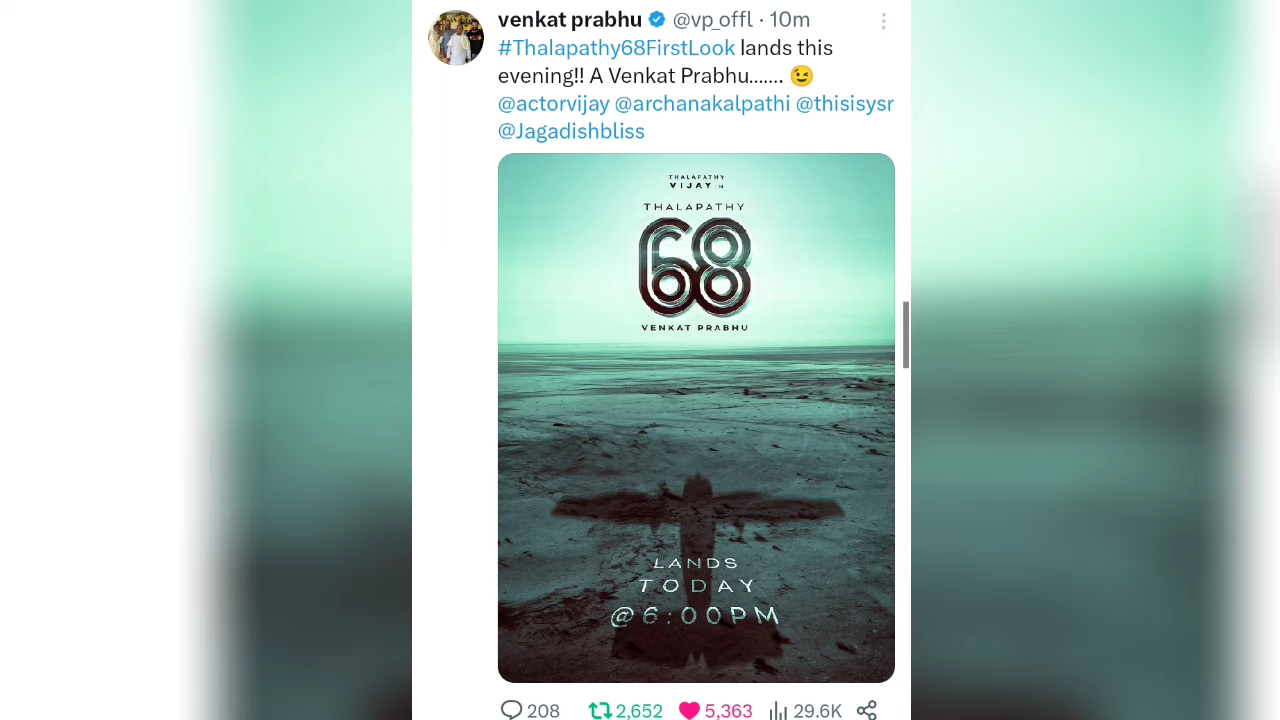 venkat prabhu @vp_offl · 10m
#Thalapathy68FirstLook lands this
evening!! A Venkat Prabhu....... 😉
@actorvijay @archanakalpathi @thisisysr
@Jagadishbliss
THALAPATHY
VIJAY IN
THALAPATHY
68
VENKAT PRABHU
LANDS
TODAY
@6:00PM
208 2,652 5,363 29.6K